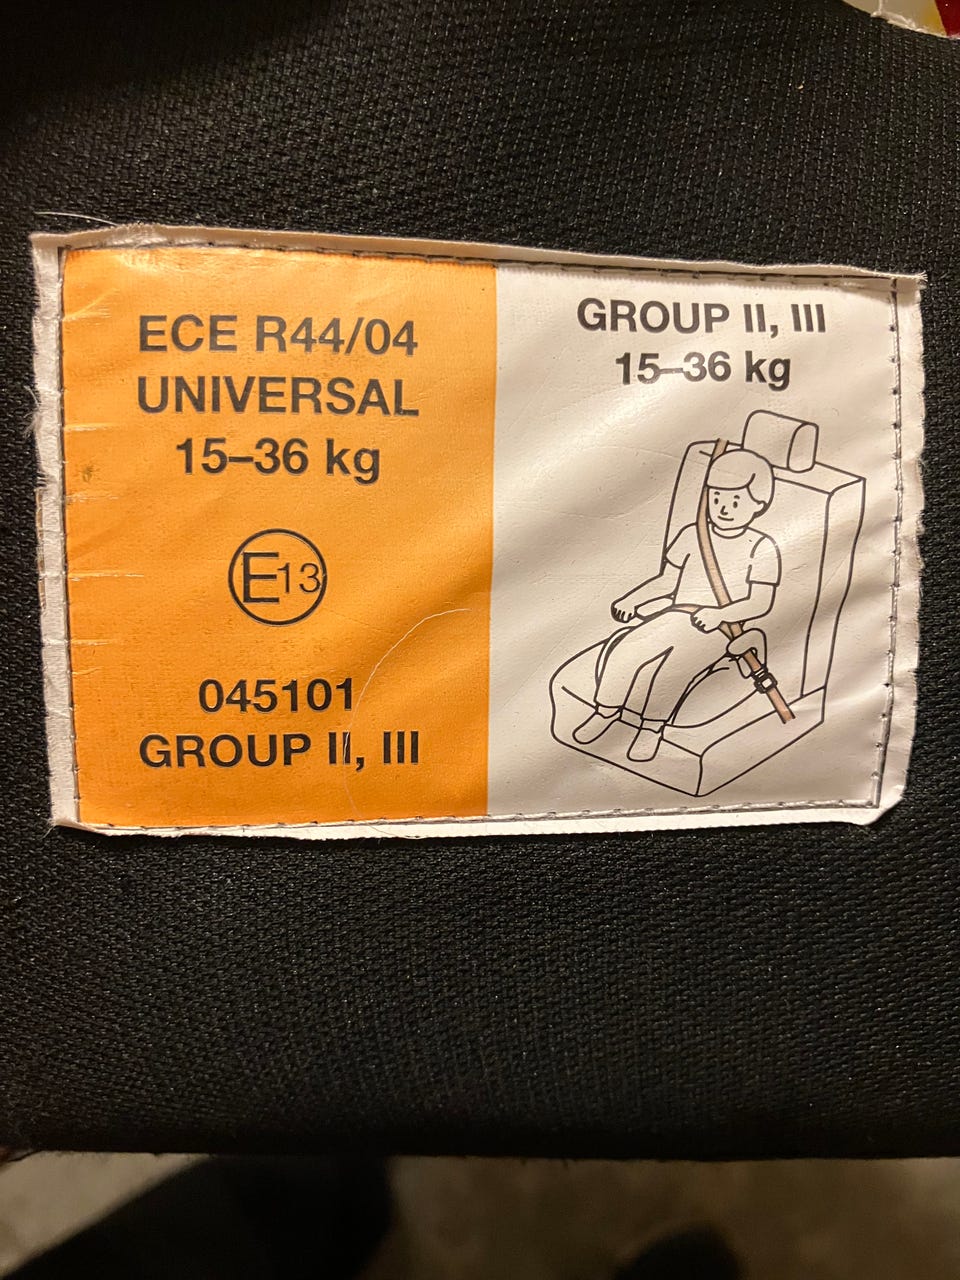 ECE R44/04
UNIVERSAL
15–36 kg
E13
045101
GROUP II, III
GROUP II, III
15–36 kg